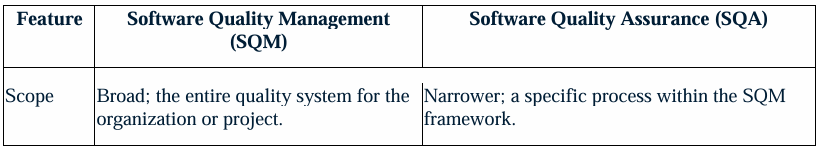 Feature
Software Quality Management
(SQM)
Software Quality Assurance (SQA)
Scope
Broad; the entire quality system for the
organization or project.
Narrower; a specific process within the SQM
framework.